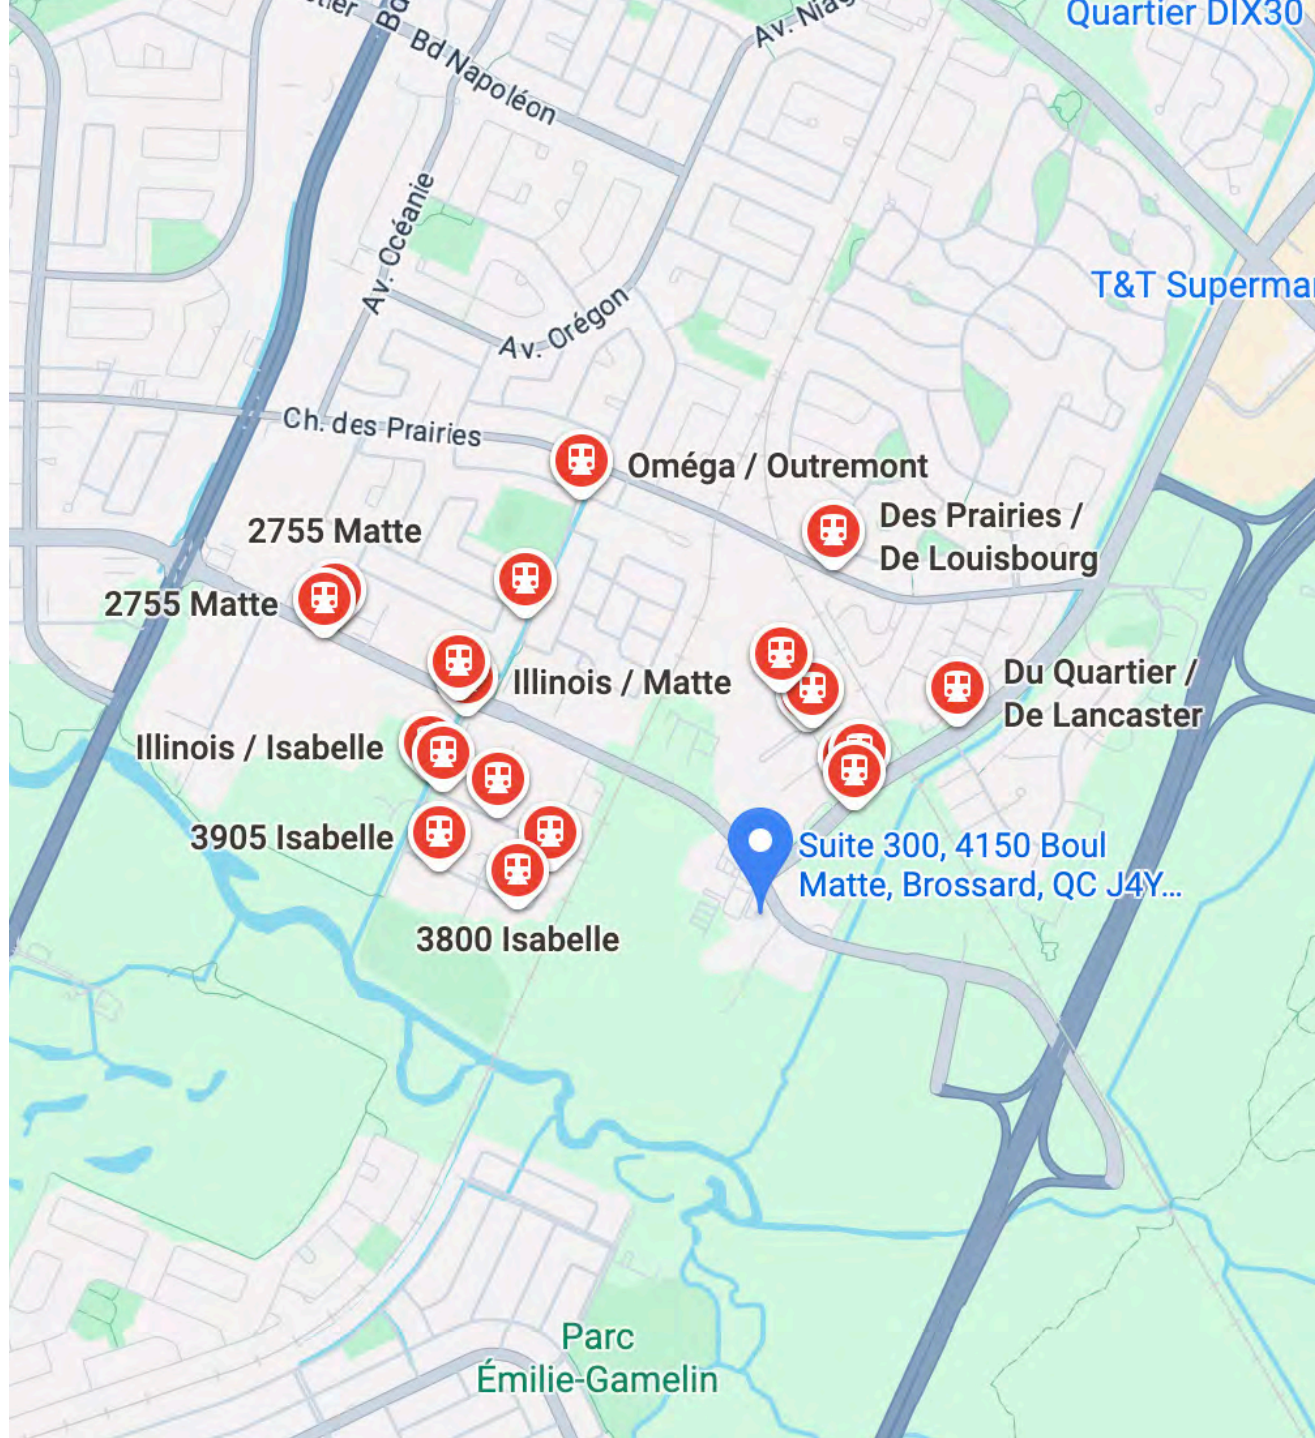 Quartier DIX30
Bd Napoléon
Av. Océanie
Av. Orégon
T&T Superma
Ch. des Prairies
Oméga / Outremont
Des Prairies /
De Louisbourg
2755 Matte
2755 Matte
Illinois / Matte
Du Quartier /
De Lancaster
Illinois / Isabelle
3905 Isabelle
Suite 300, 4150 Boul
Matte, Brossard, QC J4Y...
3800 Isabelle
Parc
Émilie-Gamelin